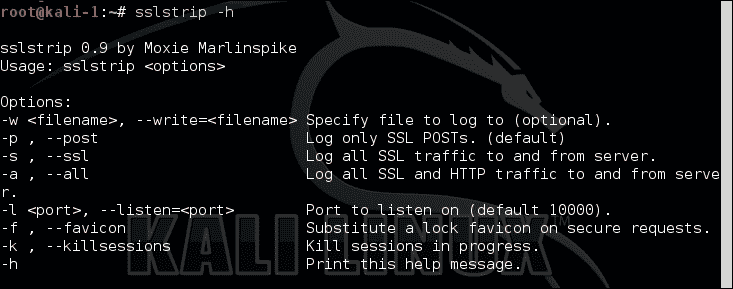 root@kali-1:~# sslstrip -h
sslstrip 0.9 by Moxie Marlinspike
Usage: sslstrip <options>
Options:
-w <filename>, --write=<filename> Specify file to log to (optional).
-p , --post                       Log only SSL POSTs. (default)
-s , --ssl                        Log all SSL traffic to and from server.
-a , --all                        Log all SSL and HTTP traffic to and from serve
r.
-l <port>, --listen=<port>        Port to listen on (default 10000).
-f , --favicon                    Substitute a lock favicon on secure requests.
-k , --killsessions               Kill sessions in progress.
-h                                Print this help message.
KALI LINUX